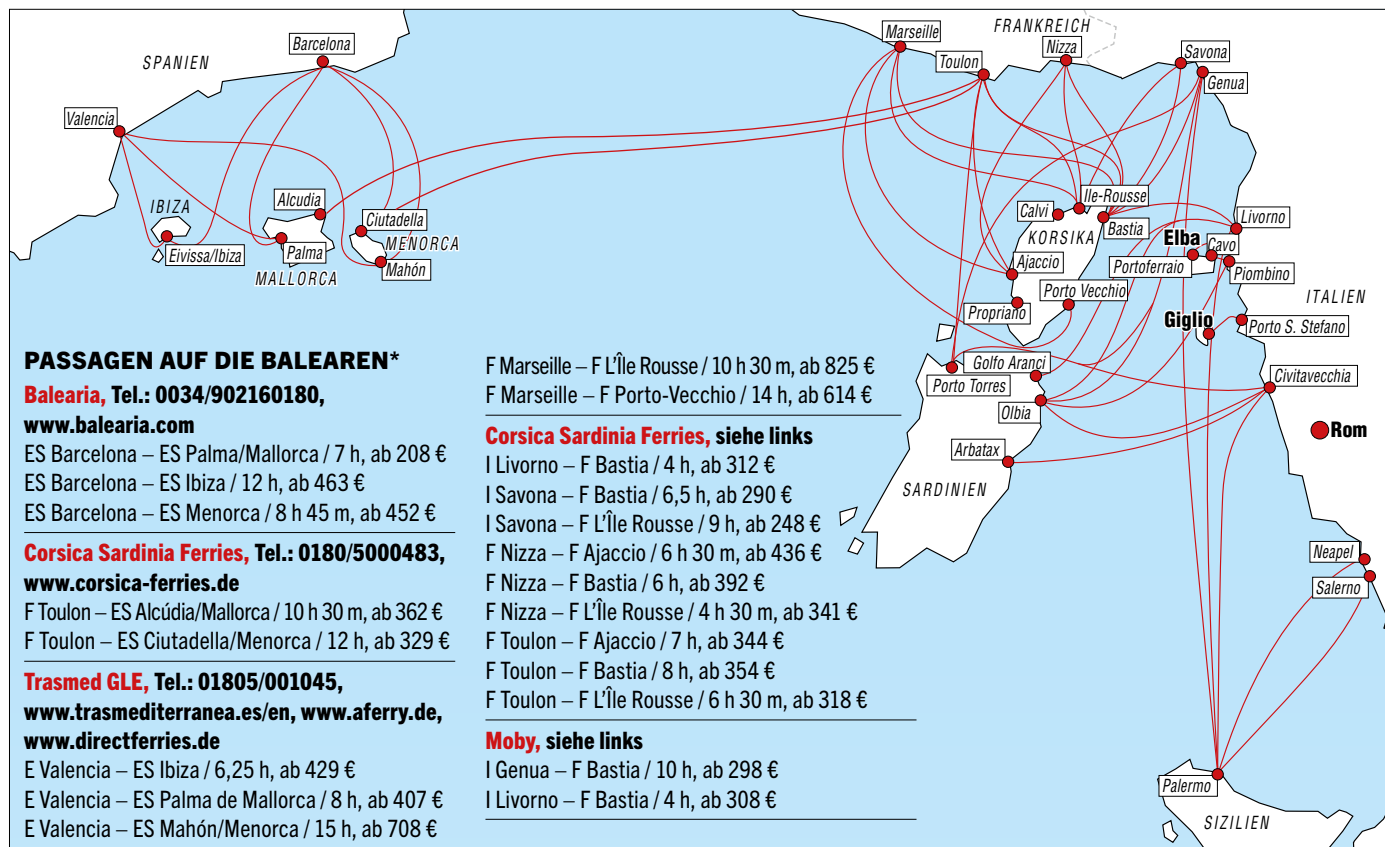 SPANIEN
Barcelona
Valencia
IBIZA
Eivissa/Ibiza
Alcudia
Palma
MALLORCA
Ciutadella
MENORCA
Mahón
FRANKREICH
Marseille
Toulon
Nizza
Savona
Genua
Calvi
Ile-Rousse
KORSIKA
Bastia
Ajaccio
Propriano
Porto Vecchio
Livorno
Elba
Cavo
Portoferraio
Piombino
ITALIEN
Giglio
Porto S. Stefano
Golfo Aranci
Porto Torres
Olbia
Civitavecchia
Rom
Arbatax
SARDINIEN
Neapel
Salerno
Palermo
SIZILIEN
PASSAGEN AUF DIE BALEAREN*
Balearia, Tel.: 0034/902160180,
www.balearia.com
ES Barcelona – ES Palma/Mallorca / 7 h, ab 208 €
ES Barcelona – ES Ibiza / 12 h, ab 463 €
ES Barcelona – ES Menorca / 8 h 45 m, ab 452 €
Corsica Sardinia Ferries, Tel.: 0180/5000483,
www.corsica-ferries.de
F Toulon – ES Alcúdia/Mallorca / 10 h 30 m, ab 362 €
F Toulon – ES Ciutadella/Menorca / 12 h, ab 329 €
Trasmed GLE, Tel.: 01805/001045,
www.trasmediterranea.es/en, www.aferry.de,
www.directferries.de
E Valencia – ES Ibiza / 6,25 h, ab 429 €
E Valencia – ES Palma de Mallorca / 8 h, ab 407 €
E Valencia – ES Mahón/Menorca / 15 h, ab 708 €
F Marseille – F L'Île Rousse / 10 h 30 m, ab 825 €
F Marseille – F Porto-Vecchio / 14 h, ab 614 €
Corsica Sardinia Ferries, siehe links
I Livorno – F Bastia / 4 h, ab 312 €
I Savona – F Bastia / 6,5 h, ab 290 €
I Savona – F L'Île Rousse / 9 h, ab 248 €
F Nizza – F Ajaccio / 6 h 30 m, ab 436 €
F Nizza – F Bastia / 6 h, ab 392 €
F Nizza – F L'Île Rousse / 4 h 30 m, ab 341 €
F Toulon – F Ajaccio / 7 h, ab 344 €
F Toulon – F Bastia / 8 h, ab 354 €
F Toulon – F L'Île Rousse / 6 h 30 m, ab 318 €
Moby, siehe links
I Genua – F Bastia / 10 h, ab 298 €
I Livorno – F Bastia / 4 h, ab 308 €